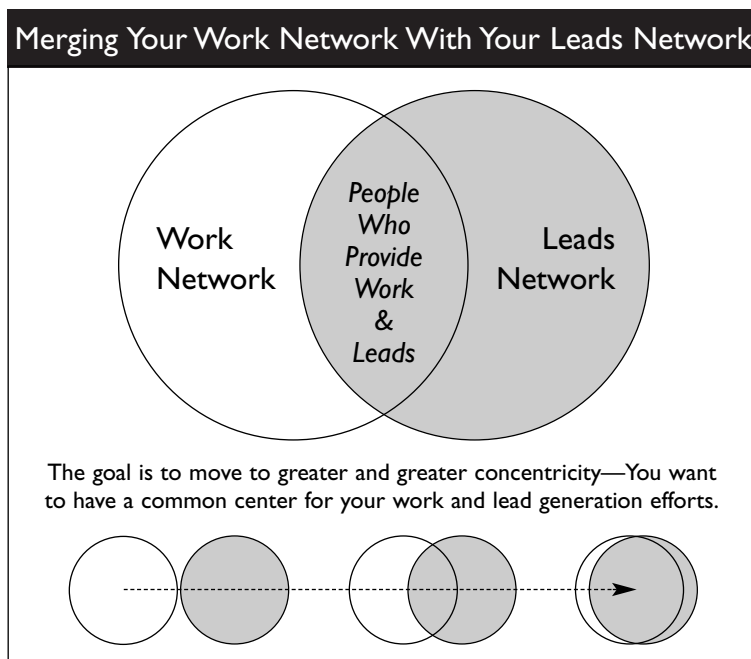 Merging Your Work Network With Your Leads Network
Work
Network
People
Who
Provide
Work
&
Leads
Leads
Network
The goal is to move to greater and greater concentricity—You want
to have a common center for your work and lead generation efforts.